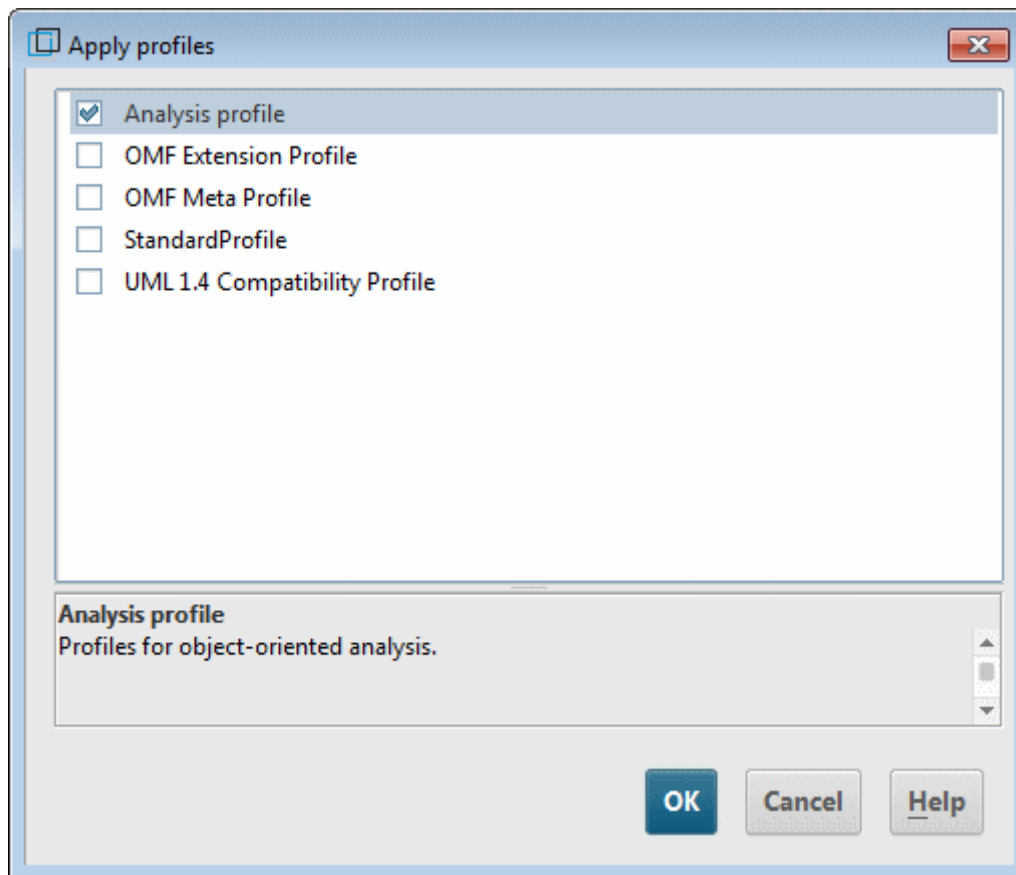 Apply profiles
Analysis profile
OMF Extension Profile
OMF Meta Profile
StandardProfile
UML 1.4 Compatibility Profile
Analysis profile
Profiles for object-oriented analysis.
OK Cancel Help